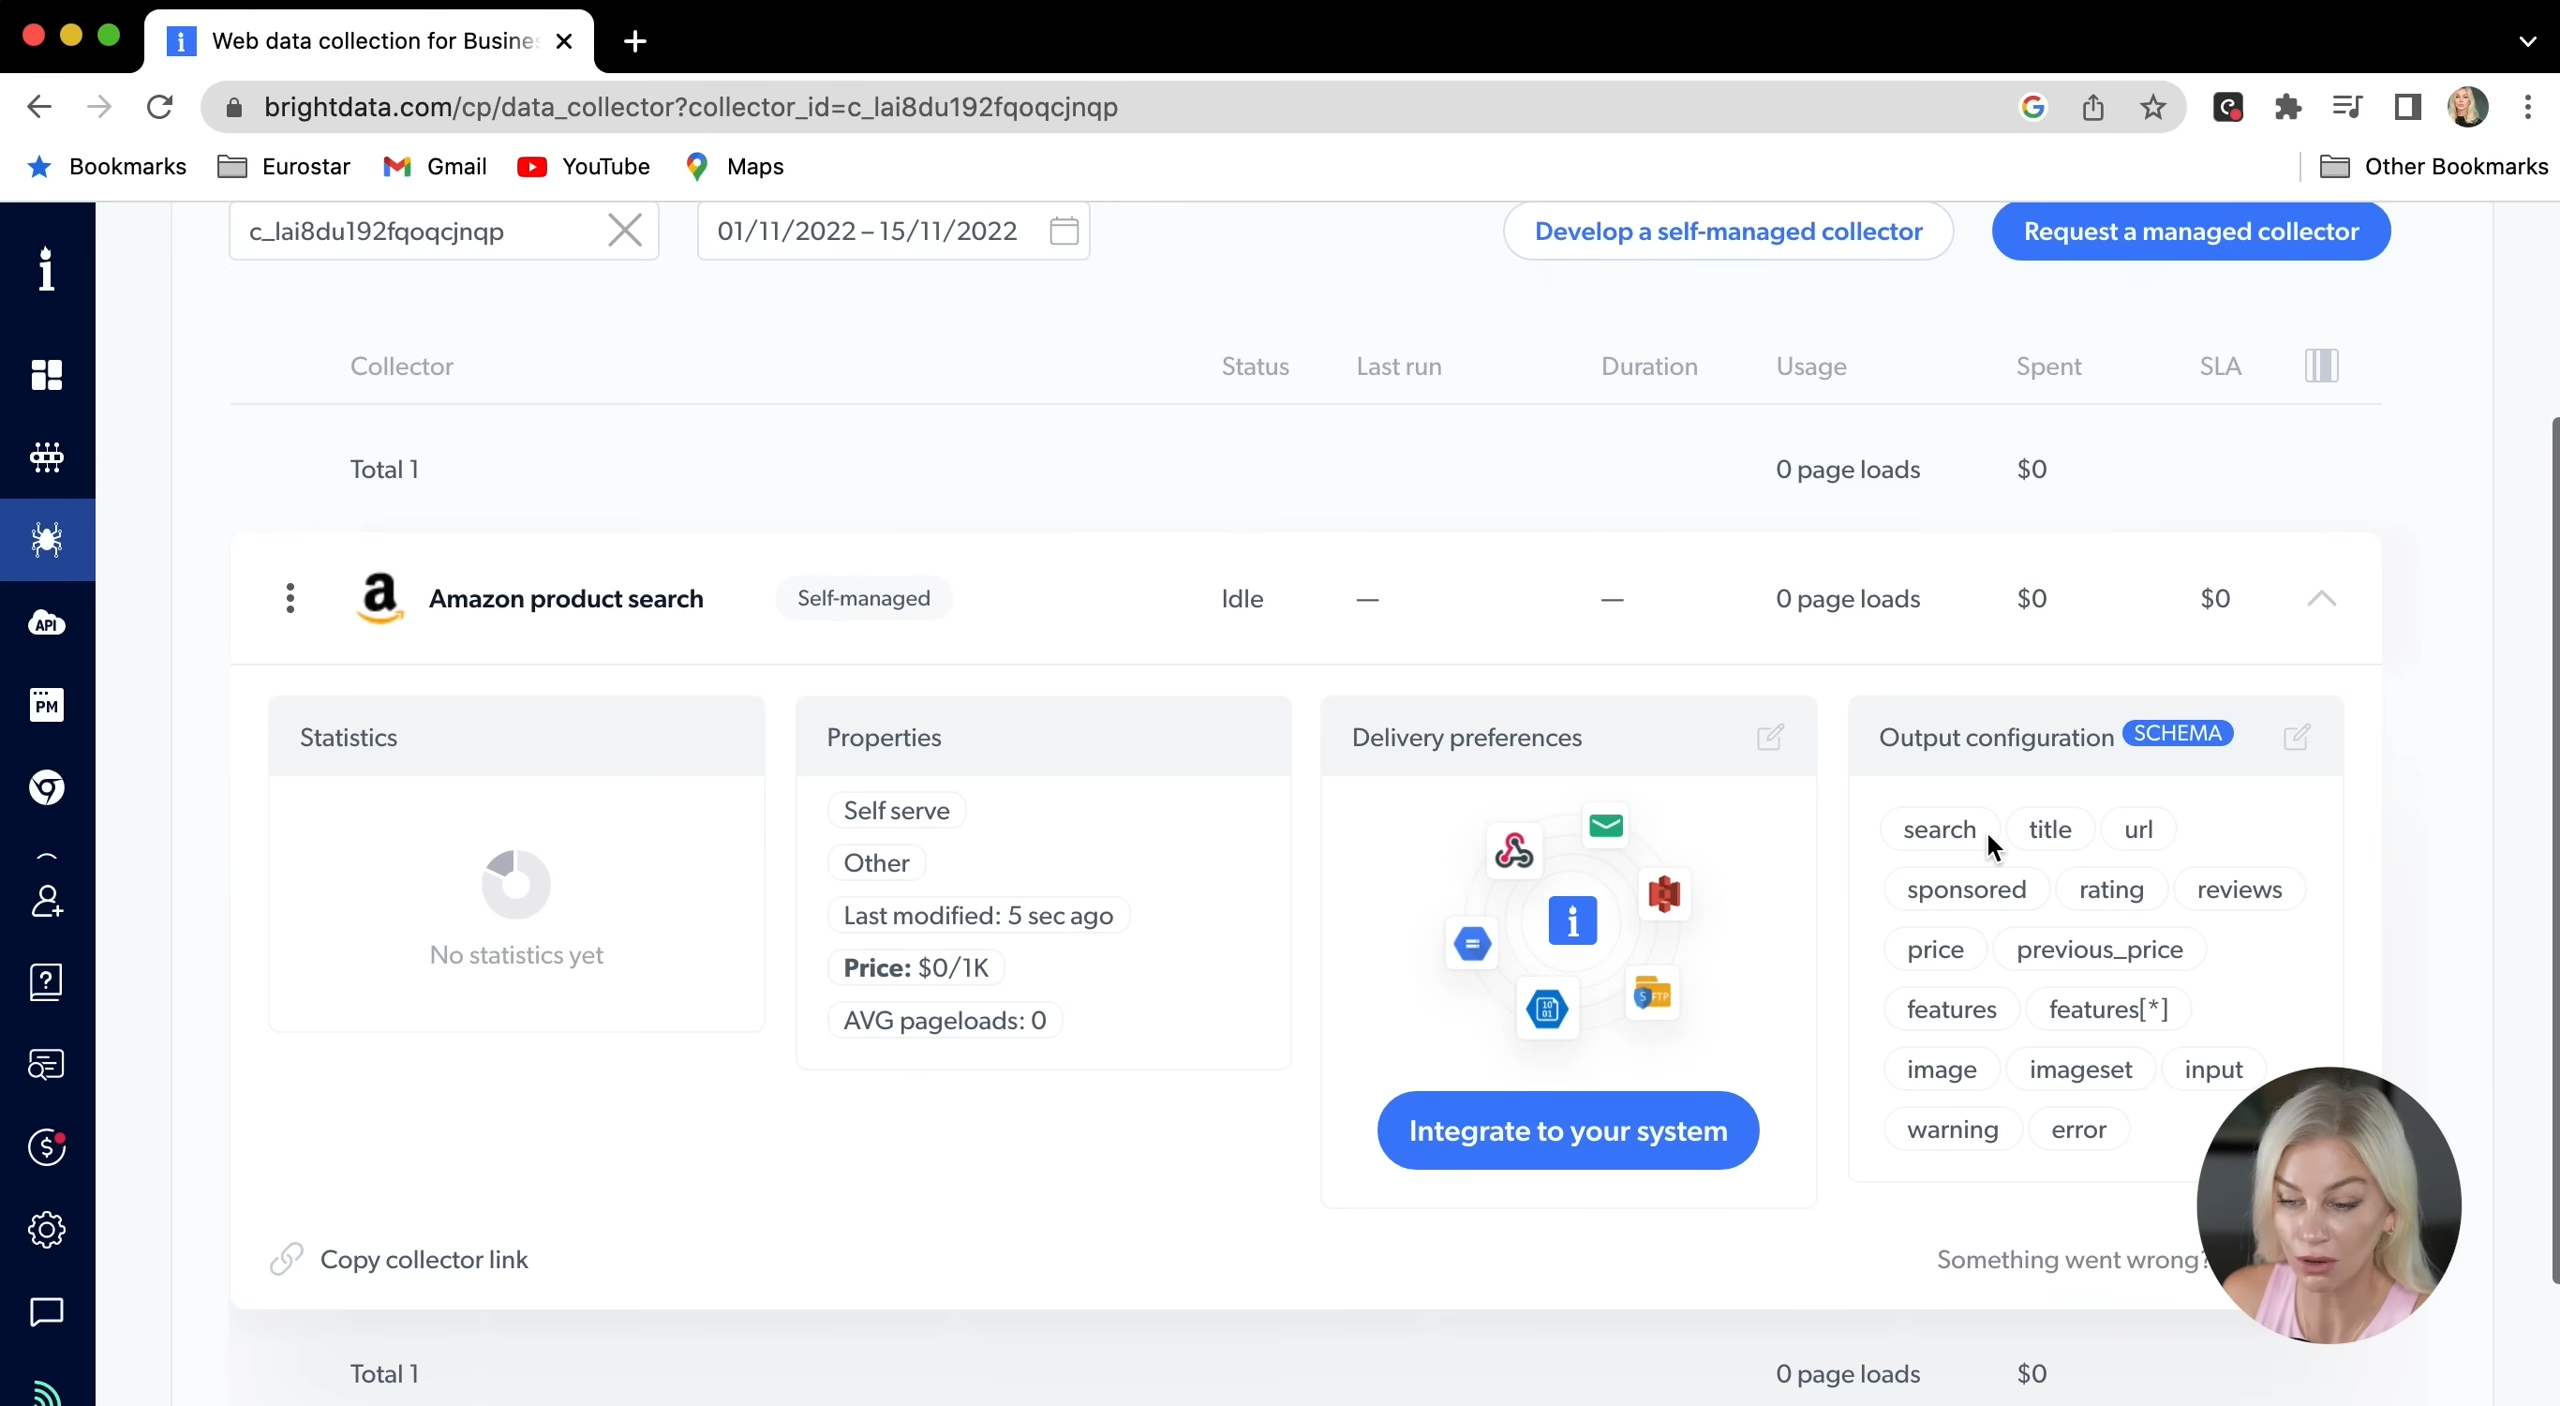 Web data collection for Busine
brightdata.com/cp/data_collector?collector_id=c_lai8du192fqoqcjnqp
Bookmarks Eurostar Gmail YouTube Maps Other Bookmarks
c_lai8du192fqoqcjnqp 01/11/2022 – 15/11/2022 Develop a self-managed collector Request a managed collector
Collector Status Last run Duration Usage Spent SLA
Total 1 0 page loads $0
Amazon product search Self-managed Idle — — 0 page loads $0 $0
API
PM
Statistics
No statistics yet
Properties
Self serve
Other
Last modified: 5 sec ago
Price: $0/1K
AVG pageloads: 0
Delivery preferences
SFTP
10
01
Integrate to your system
Output configuration SCHEMA
search title url
sponsored rating reviews
price previous_price
features features[*]
image imageset input
warning error
Copy collector link
Something went wrong?
Total 1 0 page loads $0